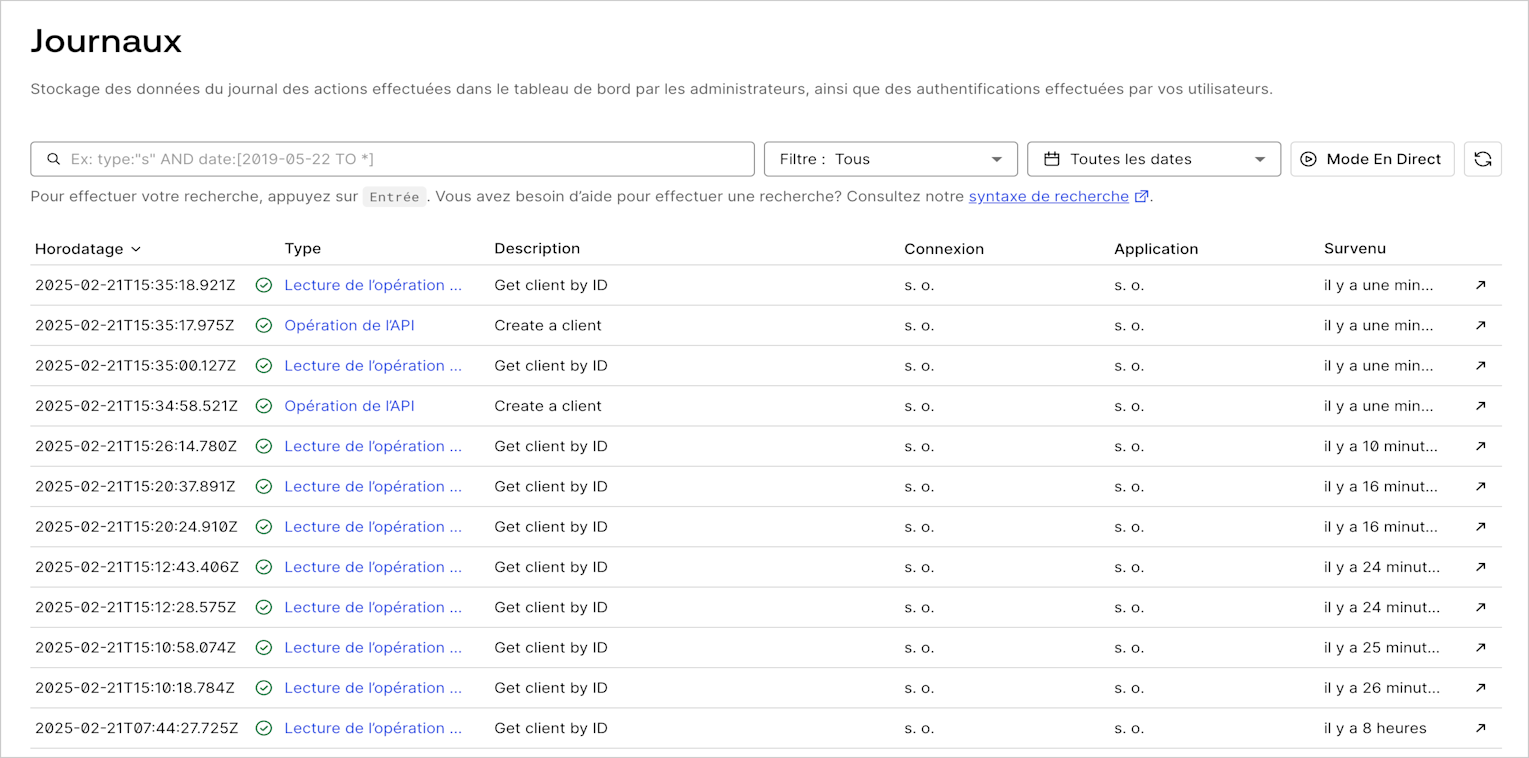 Journaux
Stockage des données du journal des actions effectuées dans le tableau de bord par les administrateurs, ainsi que des authentifications effectuées par vos utilisateurs.
Ex: type:"s" AND date:[2019-05-22 TO *] Filtre : Tous Toutes les dates Mode En Direct
Pour effectuer votre recherche, appuyez sur Entrée. Vous avez besoin d'aide pour effectuer une recherche? Consultez notre syntaxe de recherche.
Horodatage Type Description Connexion Application Survenu
2025-02-21T15:35:18.921Z Lecture de l'opération ... Get client by ID s. o. s. o. il y a une min...
2025-02-21T15:35:17.975Z Opération de l'API Create a client s. o. s. o. il y a une min...
2025-02-21T15:35:00.127Z Lecture de l'opération ... Get client by ID s. o. s. o. il y a une min...
2025-02-21T15:34:58.521Z Opération de l'API Create a client s. o. s. o. il y a une min...
2025-02-21T15:26:14.780Z Lecture de l'opération ... Get client by ID s. o. s. o. il y a 10 minut...
2025-02-21T15:20:37.891Z Lecture de l'opération ... Get client by ID s. o. s. o. il y a 16 minut...
2025-02-21T15:20:24.910Z Lecture de l'opération ... Get client by ID s. o. s. o. il y a 16 minut...
2025-02-21T15:12:43.406Z Lecture de l'opération ... Get client by ID s. o. s. o. il y a 24 minut...
2025-02-21T15:12:28.575Z Lecture de l'opération ... Get client by ID s. o. s. o. il y a 24 minut...
2025-02-21T15:10:58.074Z Lecture de l'opération ... Get client by ID s. o. s. o. il y a 25 minut...
2025-02-21T15:10:18.784Z Lecture de l'opération ... Get client by ID s. o. s. o. il y a 26 minut...
2025-02-21T07:44:27.725Z Lecture de l'opération ... Get client by ID s. o. s. o. il y a 8 heures